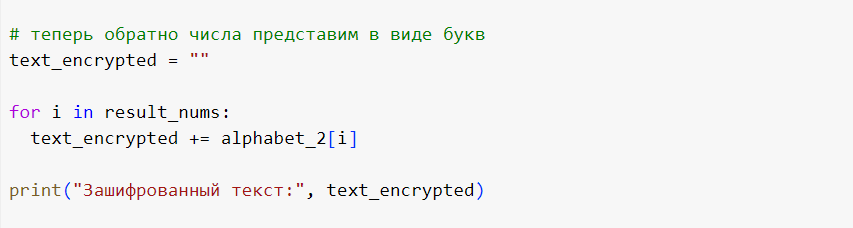 # теперь обратно числа представим в виде букв
text_encrypted = ""
for i in result_nums:
  text_encrypted += alphabet_2[i]
print("Зашифрованный текст:", text_encrypted)